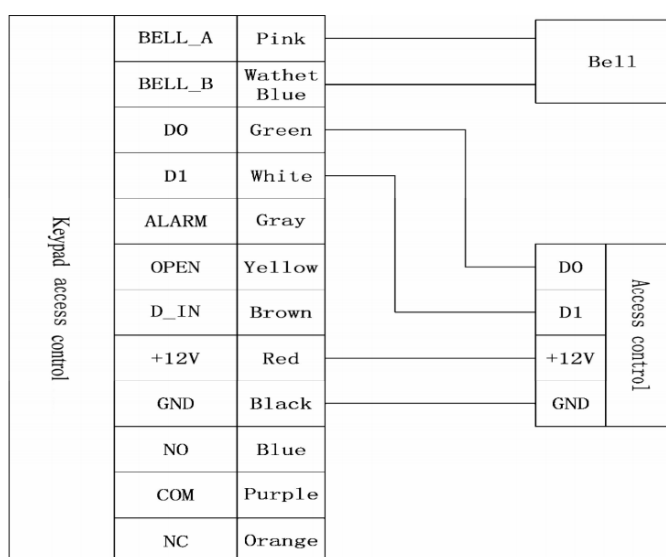 BELL_A Pink
BELL_B Wathet
Blue
Bell
D0 Green
D1 White
ALARM Gray
Keypad access control
OPEN Yellow
D_IN Brown
+12V Red
GND Black
NO Blue
COM Purple
NC Orange
D0
D1
+12V
GND
Access control